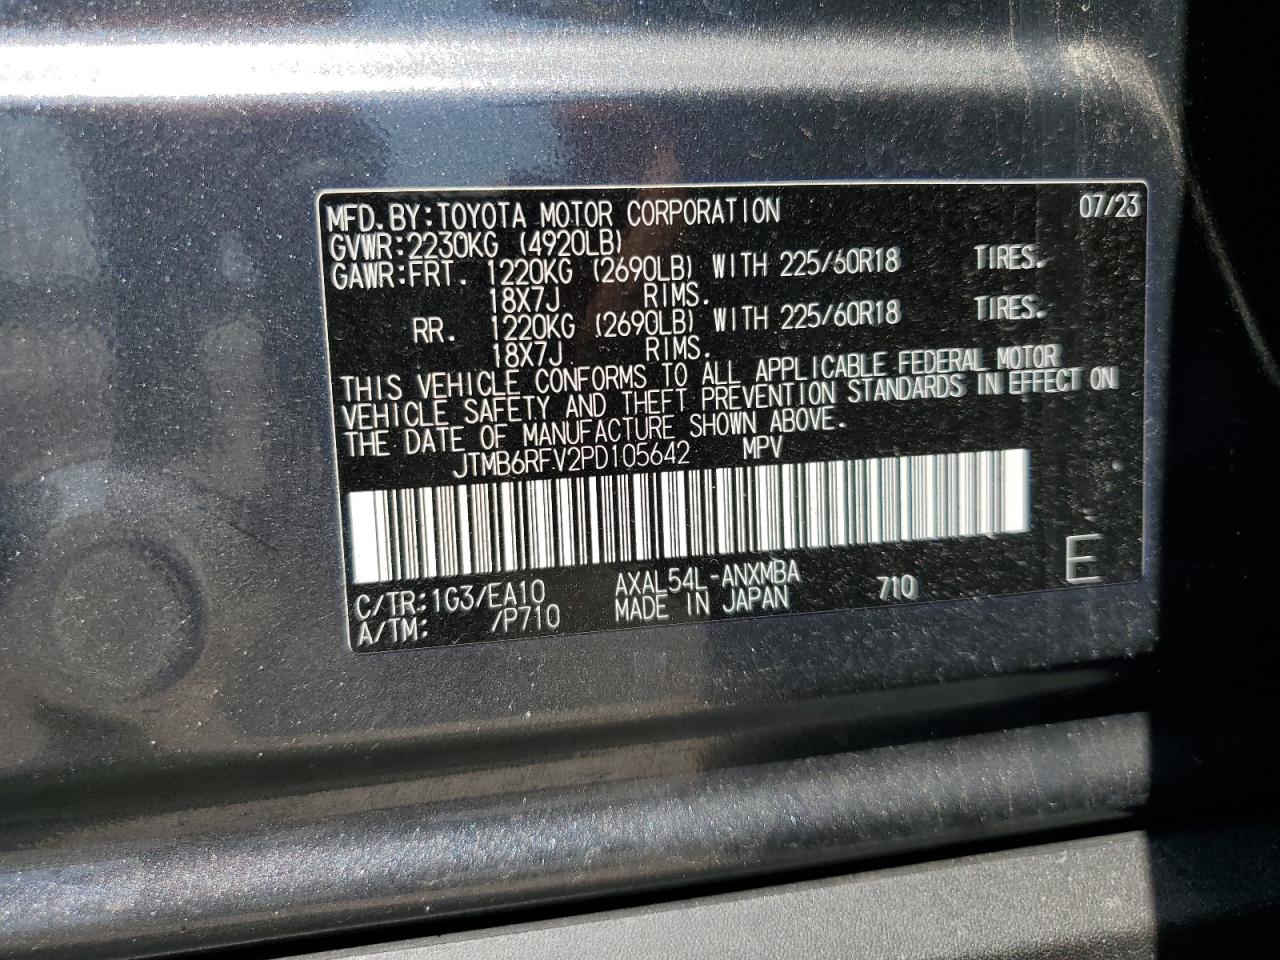 MFD.BY:TOYOTA MOTOR CORPORATION 07/23
GVWR:2230KG (4920LB)
GAWR:FRT. 1220KG (2690LB) WITH 225/60R18 TIRES.
18X7J RIMS.
RR. 1220KG (2690LB) WITH 225/60R18 TIRES.
18X7J RIMS.
THIS VEHICLE CONFORMS TO ALL APPLICABLE FEDERAL MOTOR
VEHICLE SAFETY AND THEFT PREVENTION STANDARDS IN EFFECT ON
THE DATE OF MANUFACTURE SHOWN ABOVE.
JTMB6RFV2PD105642 MPV
E
C/TR:1G3/EA10 AXAL54L-ANXMBA 710
A/TM: /P710 MADE IN JAPAN